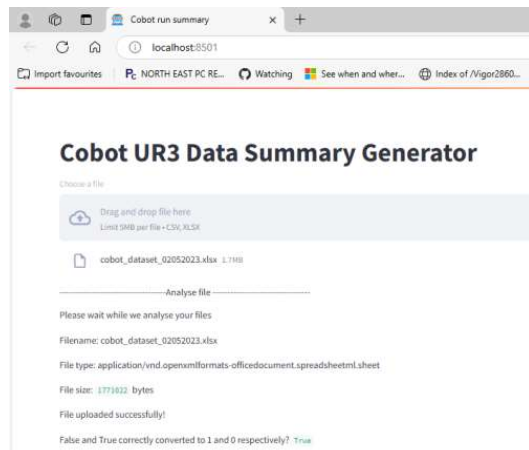 Cobot run summary
localhost:8501
Import favourites
NORTH EAST PC RE...
Watching
See when and wher...
Index of /Vigor2860...
Cobot UR3 Data Summary Generator
Choose a file
Drag and drop file here
Limit 5MB per file • CSV, XLSX
cobot_dataset_02052023.xlsx 1.7MB
------------------------------------Analyse file --------------------------------
Please wait while we analyse your files
Filename: cobot_dataset_02052023.xlsx
File type: application/vnd.openxmlformats-officedocument.spreadsheetml.sheet
File size: 1771022 bytes
File uploaded successfully!
False and True correctly converted to 1 and 0 respectively? True